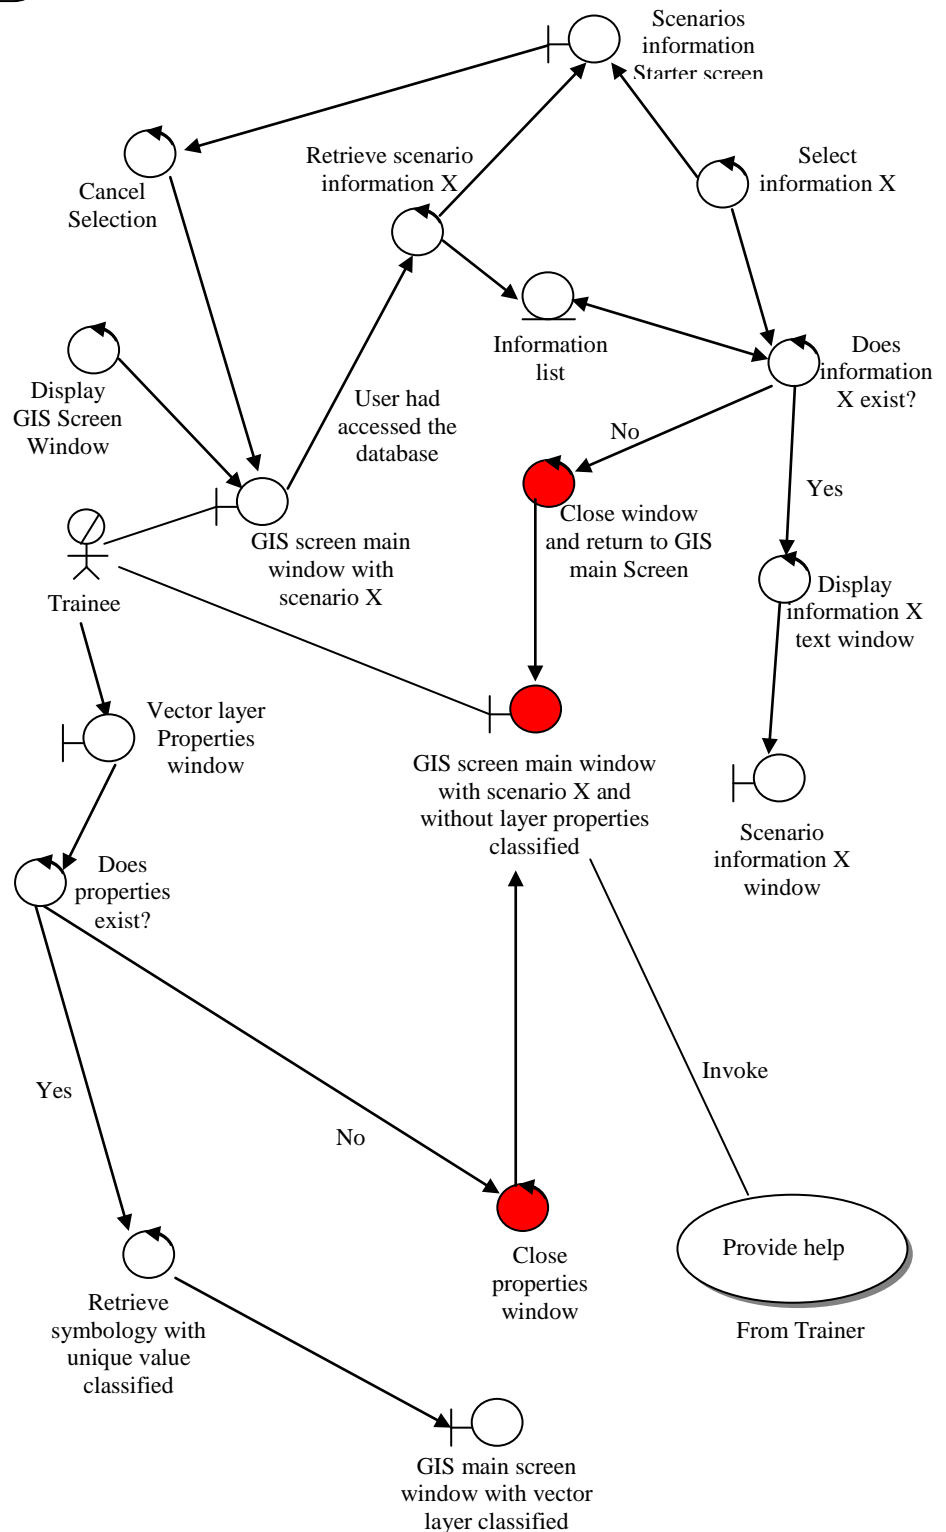 Scenarios
information
Starter screen
Retrieve scenario
information X
Select
information X
Cancel
Selection
Information
list
Does
information
X exist?
Display
GIS Screen
Window
User had
accessed the
database
No
Yes
Close window
and return to GIS
main Screen
GIS screen main
window with
scenario X
Display
information X
text window
Trainee
Vector layer
Properties
window
GIS screen main window
with scenario X and
without layer properties
classified
Scenario
information X
window
Does
properties
exist?
Yes
No
Invoke
Provide help
From Trainer
Close
properties
window
Retrieve
symbology with
unique value
classified
GIS main screen
window with vector
layer classified